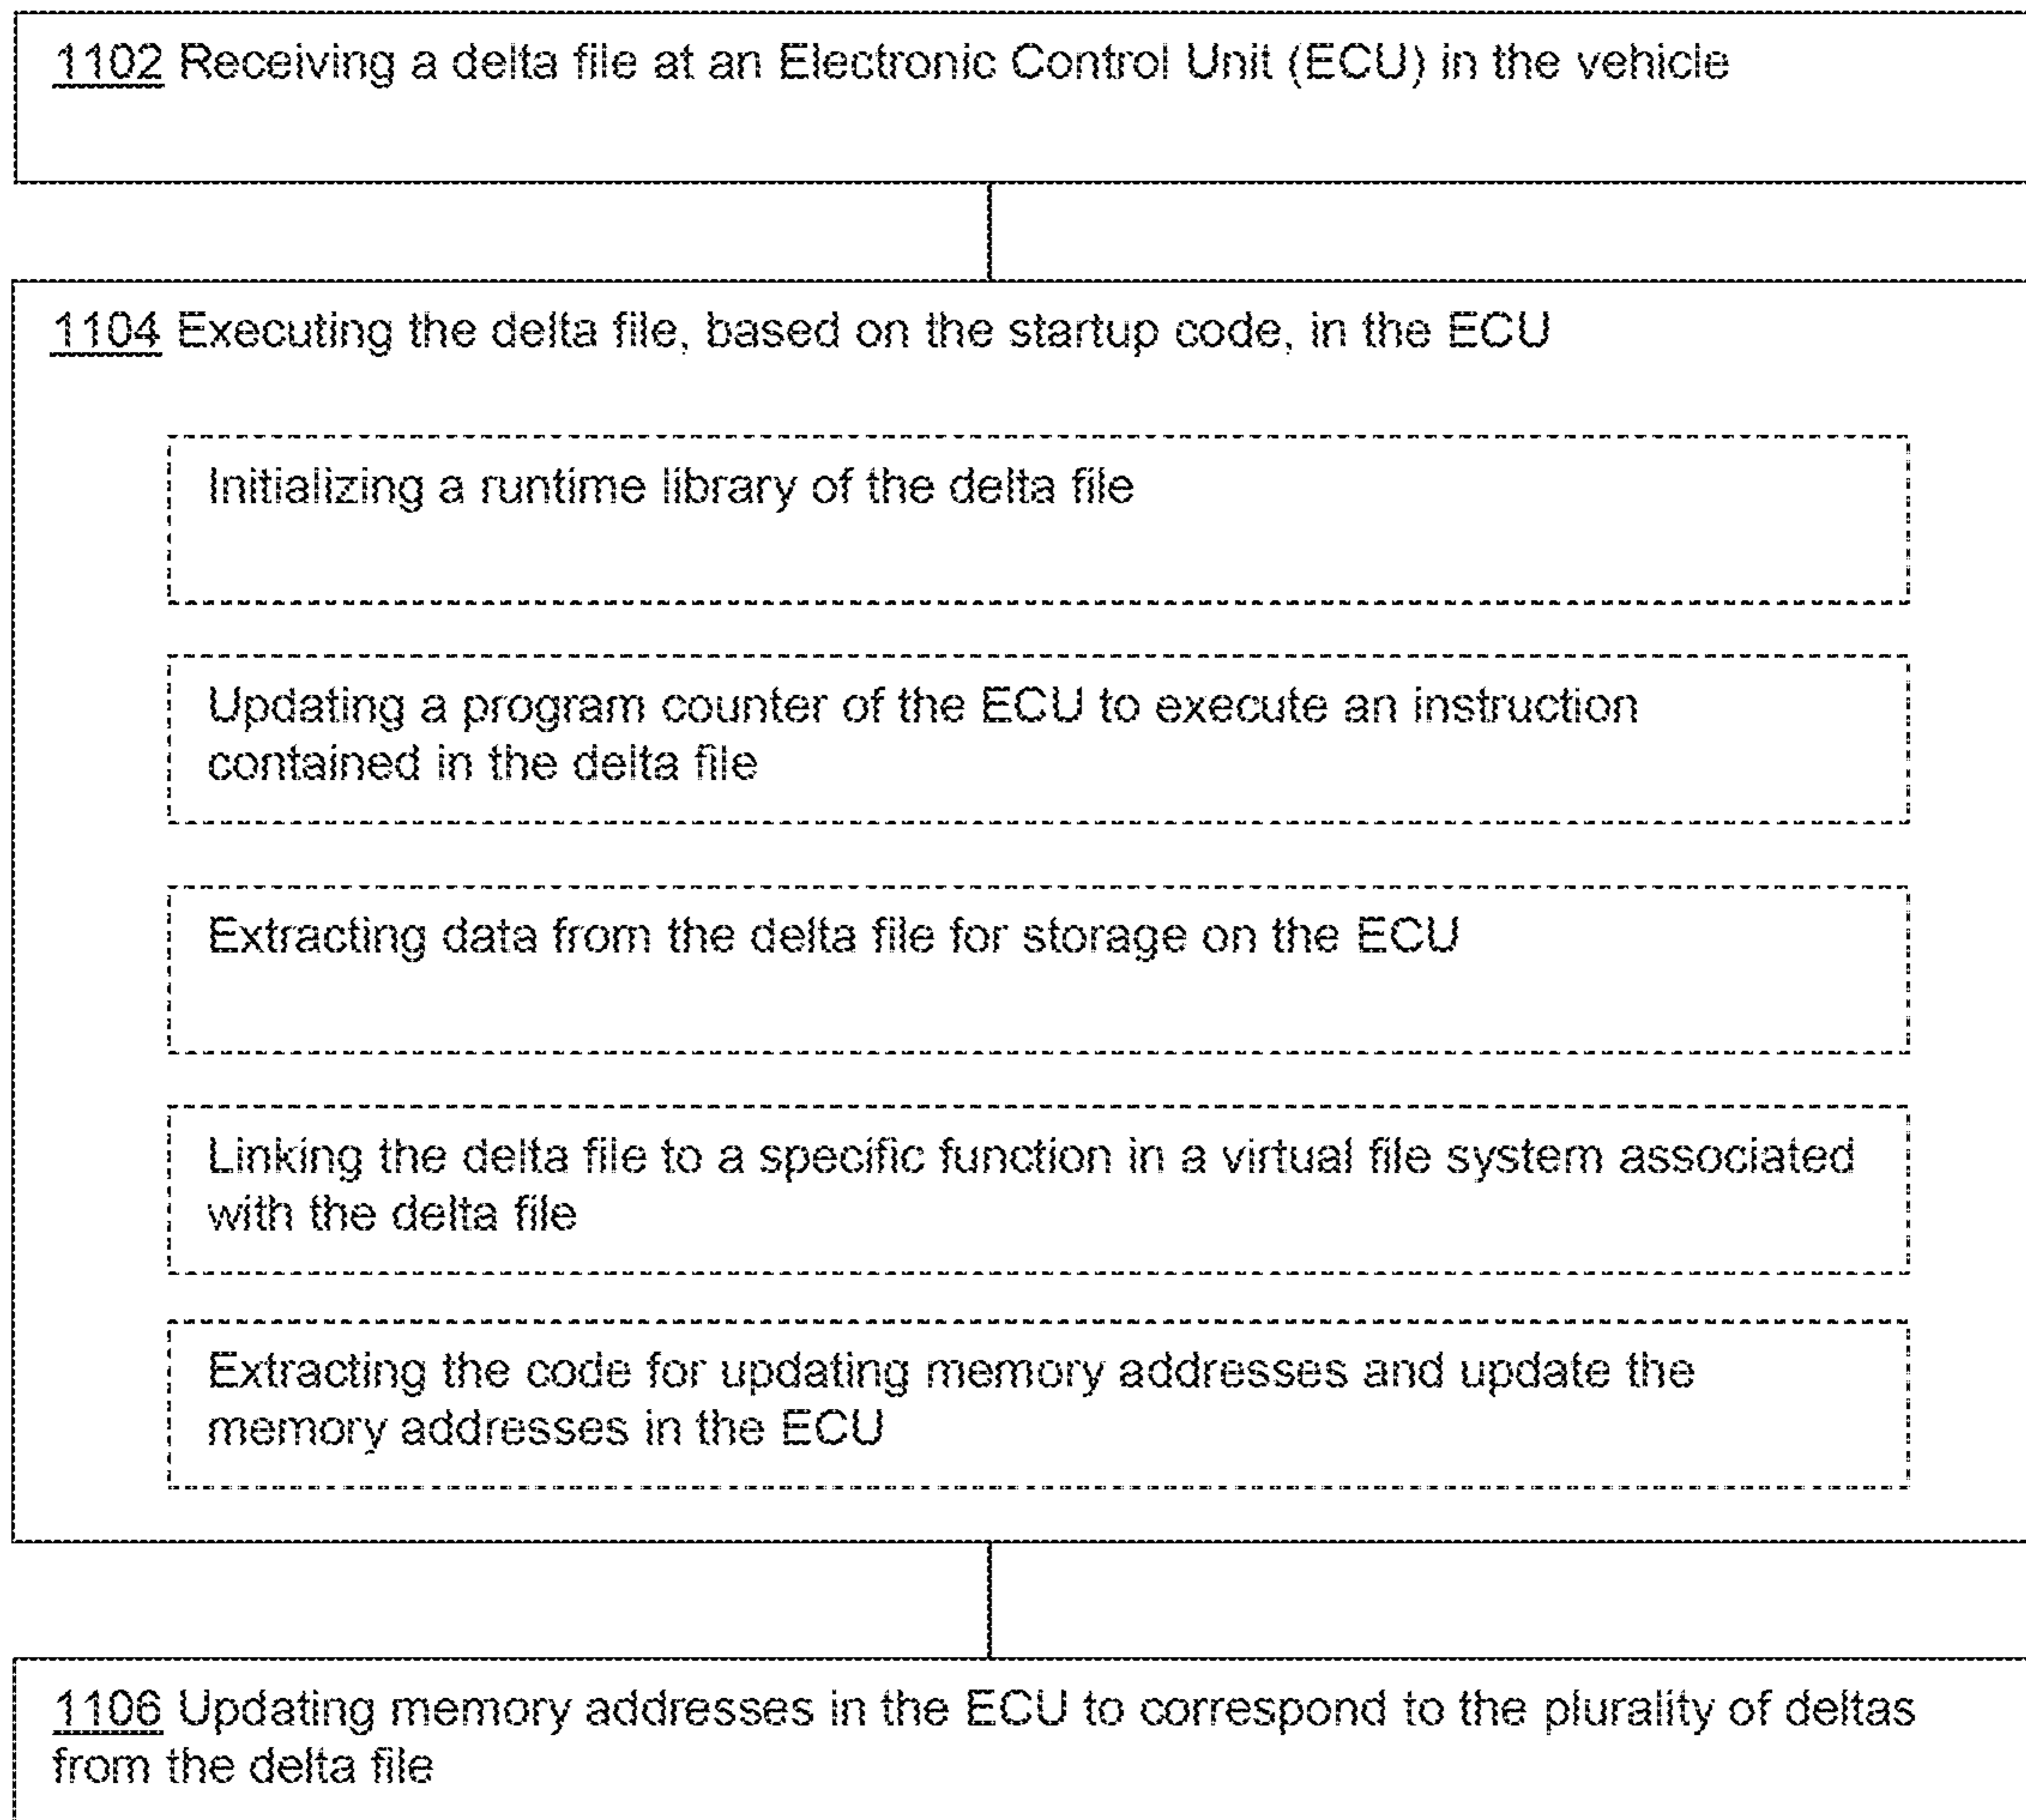 1102 Receiving a delta file at an Electronic Control Unit (ECU) in the vehicle
1104 Executing the delta file, based on the startup code, in the ECU
Initializing a runtime library of the delta file
Updating a program counter of the ECU to execute an instruction
contained in the delta file
Extracting data from the delta file for storage on the ECU
Linking the delta file to a specific function in a virtual file system associated
with the delta file
Extracting the code for updating memory addresses and update the
memory addresses in the ECU
1106 Updating memory addresses in the ECU to correspond to the plurality of deltas
from the delta file